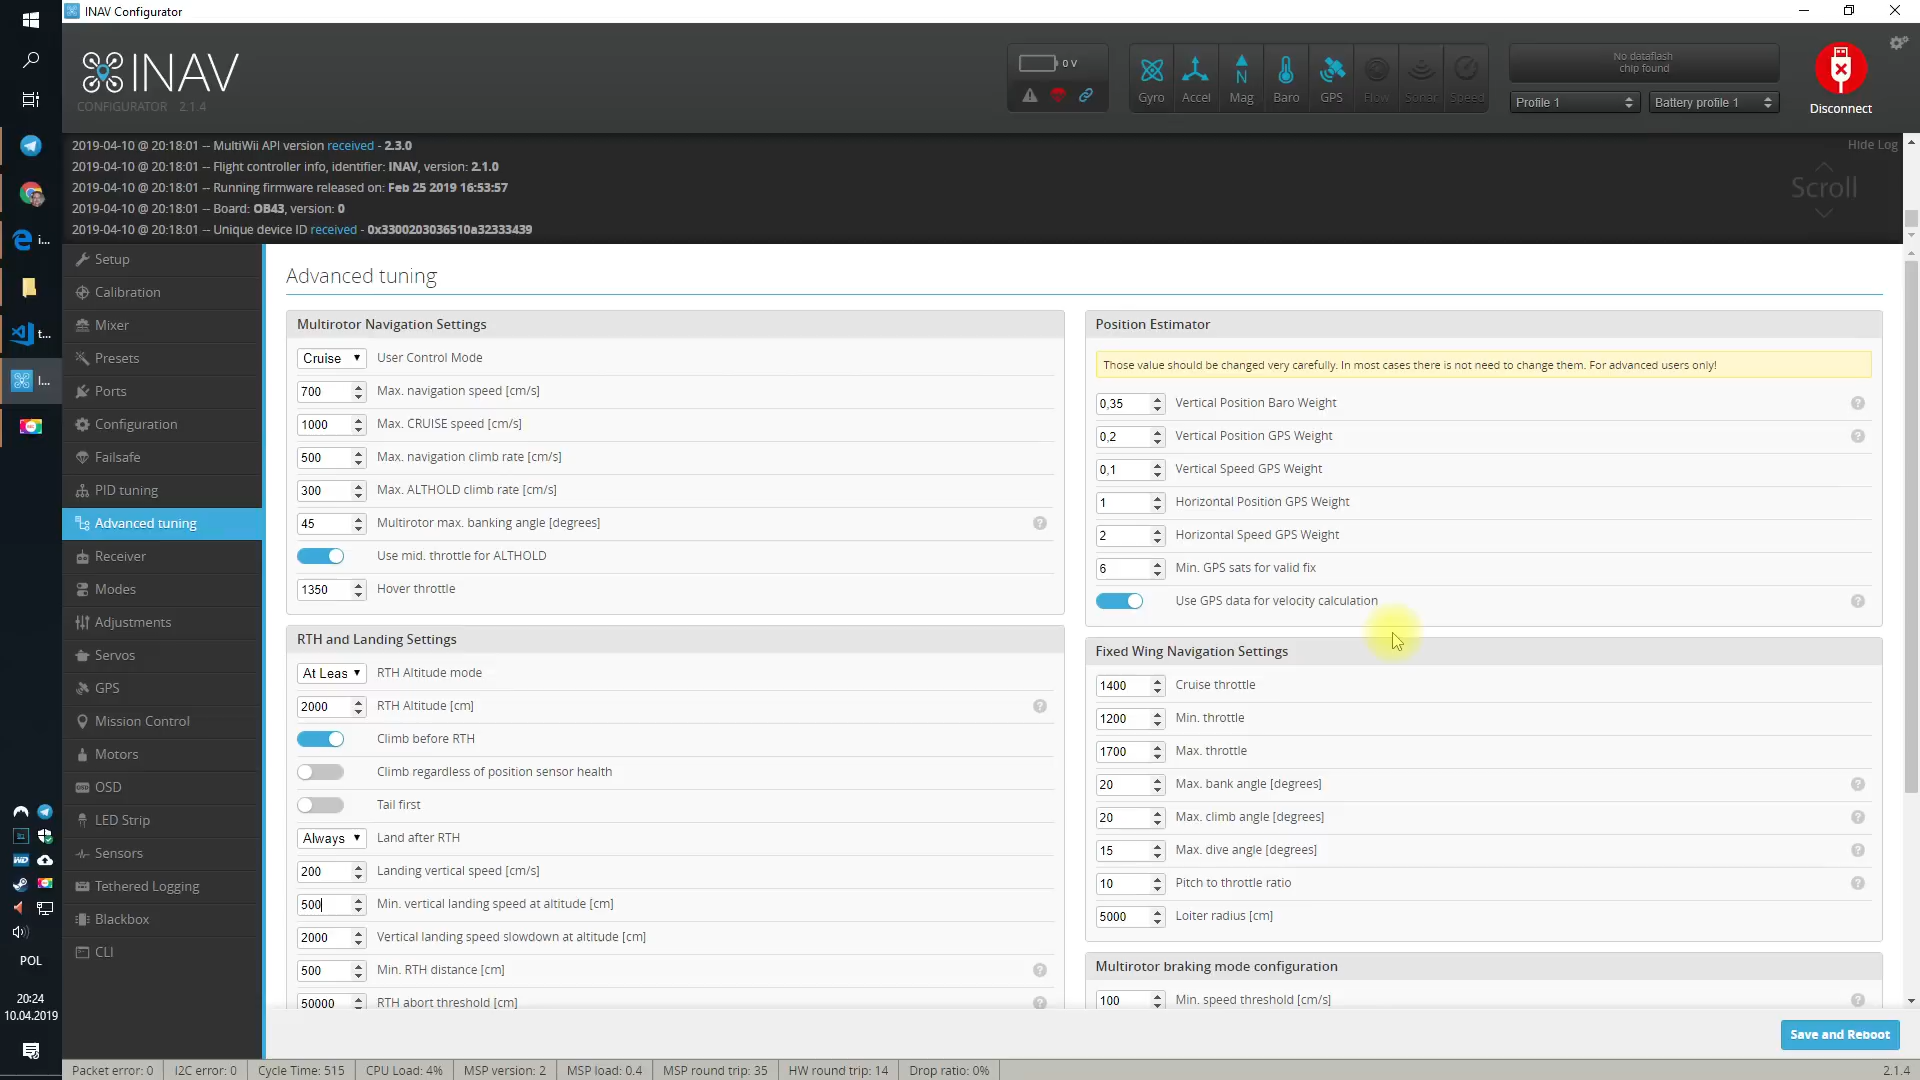 INAV Configurator
INAV
CONFIGURATOR 2.1.4
0 V
Gyro Accel Mag Baro GPS Flow Sonar Speed
No dataflash
chip found
Profile 1
Battery profile 1
Disconnect
2019-04-10 @ 20:18:01 -- MultiWii API version received - 2.3.0
Hide Log
2019-04-10 @ 20:18:01 -- Flight controller info, identifier: INAV, version: 2.1.0
2019-04-10 @ 20:18:01 -- Running firmware released on: Feb 25 2019 16:53:57
Scroll
2019-04-10 @ 20:18:01 -- Board: OB43, version: 0
2019-04-10 @ 20:18:01 -- Unique device ID received - 0x3300203036510a32333439
i...
t...
I...
POL
20:24
10.04.2019
Setup
Calibration
Mixer
Presets
Ports
Configuration
Failsafe
PID tuning
Advanced tuning
Receiver
Modes
Adjustments
Servos
GPS
Mission Control
Motors
OSD
LED Strip
Sensors
Tethered Logging
Blackbox
CLI
Advanced tuning
Multirotor Navigation Settings
Cruise User Control Mode
700 Max. navigation speed [cm/s]
1000 Max. CRUISE speed [cm/s]
500 Max. navigation climb rate [cm/s]
300 Max. ALTHOLD climb rate [cm/s]
45 Multirotor max. banking angle [degrees]
Use mid. throttle for ALTHOLD
1350 Hover throttle
RTH and Landing Settings
At Leas RTH Altitude mode
2000 RTH Altitude [cm]
Climb before RTH
Climb regardless of position sensor health
Tail first
Always Land after RTH
200 Landing vertical speed [cm/s]
500 Min. vertical landing speed at altitude [cm]
2000 Vertical landing speed slowdown at altitude [cm]
500 Min. RTH distance [cm]
50000 RTH abort threshold [cm]
Position Estimator
Those value should be changed very carefully. In most cases there is not need to change them. For advanced users only!
0,35 Vertical Position Baro Weight
0,2 Vertical Position GPS Weight
0,1 Vertical Speed GPS Weight
1 Horizontal Position GPS Weight
2 Horizontal Speed GPS Weight
6 Min. GPS sats for valid fix
Use GPS data for velocity calculation
Fixed Wing Navigation Settings
1400 Cruise throttle
1200 Min. throttle
1700 Max. throttle
20 Max. bank angle [degrees]
20 Max. climb angle [degrees]
15 Max. dive angle [degrees]
10 Pitch to throttle ratio
5000 Loiter radius [cm]
Multirotor braking mode configuration
100 Min. speed threshold [cm/s]
Save and Reboot
Packet error: 0 I2C error: 0 Cycle Time: 515 CPU Load: 4% MSP version: 2 MSP load: 0.4 MSP round trip: 35 HW round trip: 14 Drop ratio: 0% 2.1.4